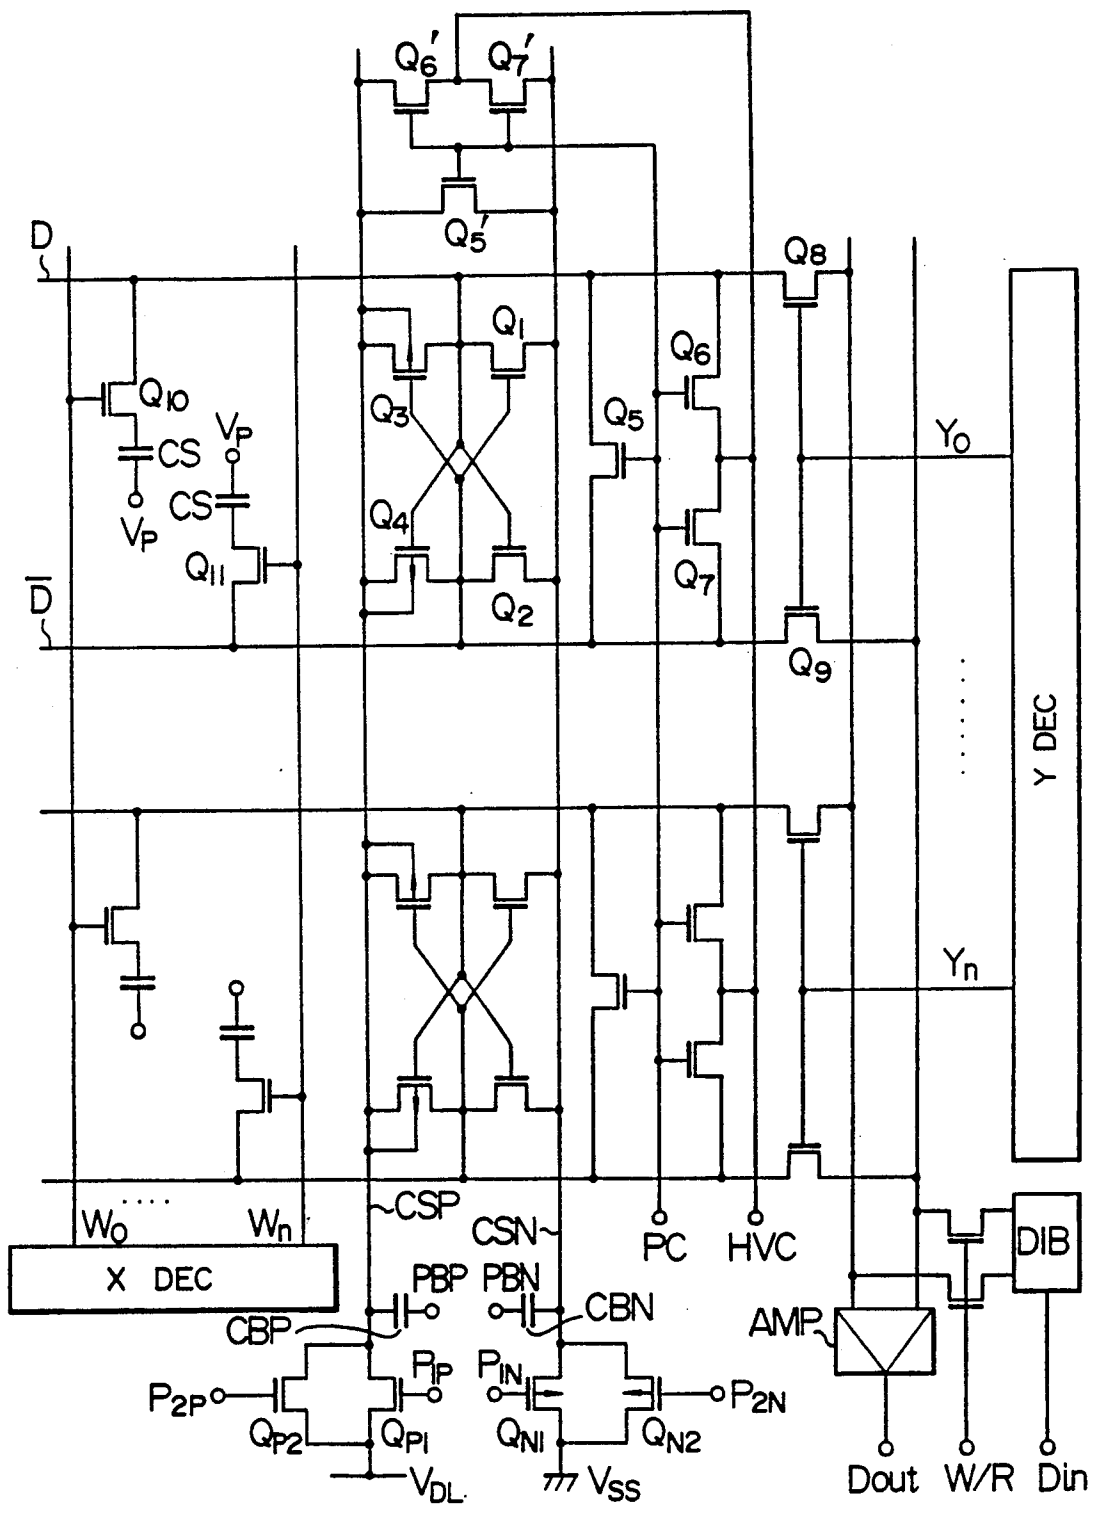 Q6' Q7'
Q5'
D
Q8
Q1
Q6
Q10
Q3
Q5
VP
Y0
CS
CS
Q4
VP
Q11
Q7
D̅
Q2
Q9
Y DEC
Yn
CSP
W0 Wn
CSN
PC HVC
DIB
X DEC
PBP PBN
CBP CBN
AMP
P1P P1N
P2P P2N
QP2 QP1 QN1 QN2
VDL VSS
Dout W/R Din